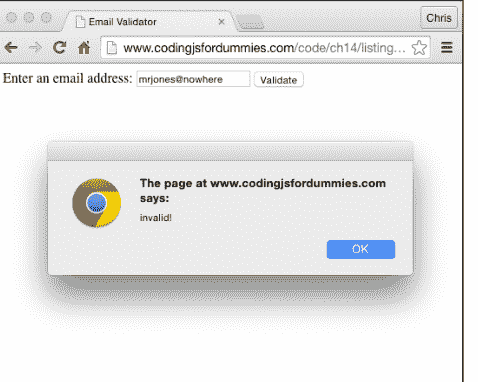 Email Validator
Chris
www.codingjsfordummies.com/code/ch14/listing...
Enter an email address: mrjones@nowhere Validate
The page at www.codingjsfordummies.com
says:
invalid!
OK